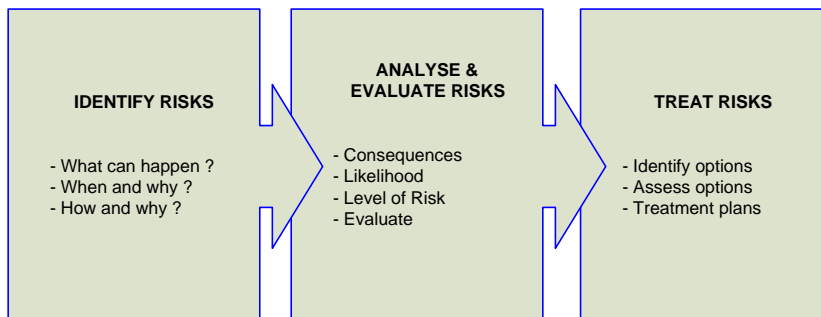 IDENTIFY RISKS
- What can happen ?
- When and why ?
- How and why ?
ANALYSE &
EVALUATE RISKS
- Consequences
- Likelihood
- Level of Risk
- Evaluate
TREAT RISKS
- Identify options
- Assess options
- Treatment plans